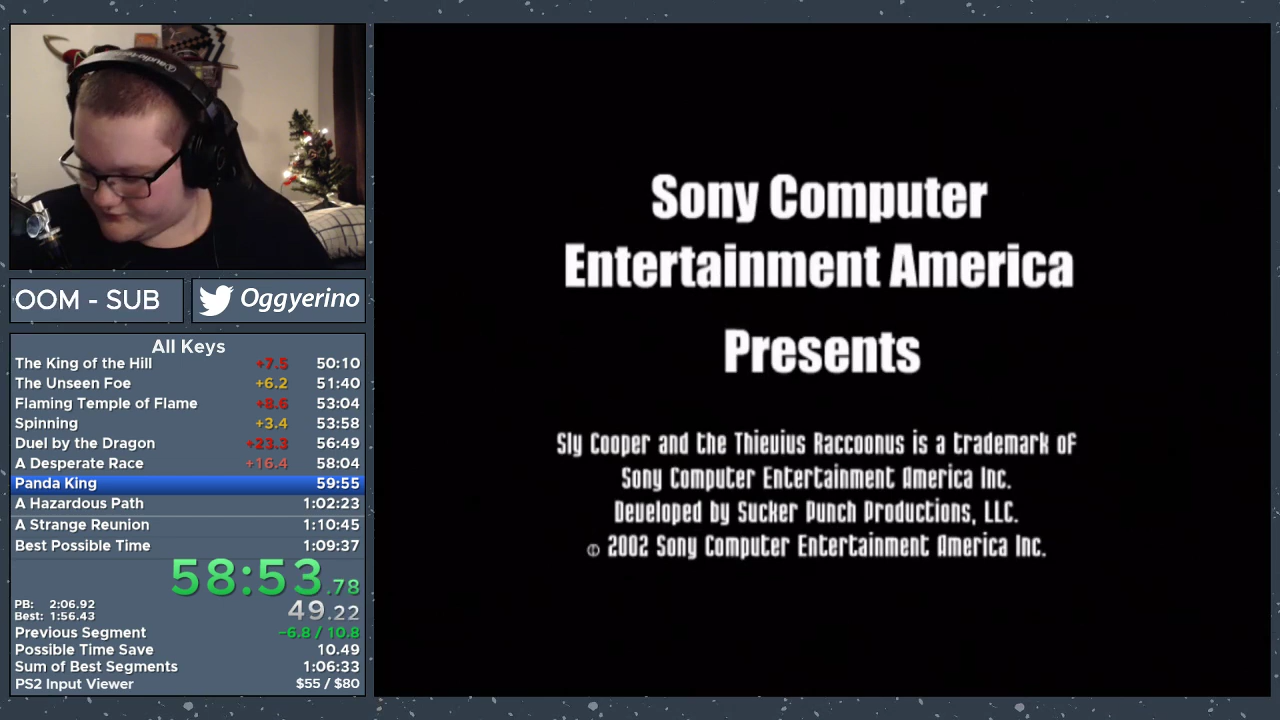 OOM - SUB
Oggyerino
All Keys
The King of the Hill +7.5 50:10
The Unseen Foe +6.2 51:40
Flaming Temple of Flame +8.6 53:04
Spinning +3.4 53:58
Duel by the Dragon +23.3 56:49
A Desperate Race +16.4 58:04
Panda King 59:55
A Hazardous Path 1:02:23
A Strange Reunion 1:10:45
Best Possible Time 1:09:37
58:53.78
PB: 2:06.92
Best: 1:56.43
49.22
Previous Segment -6.8 / 10.8
Possible Time Save 10.49
Sum of Best Segments 1:06:33
PS2 Input Viewer $55 / $80
Sony Computer
Entertainment America
Presents
Sly Cooper and the Thievius Raccoonus is a trademark of
Sony Computer Entertainment America Inc.
Developed by Sucker Punch Productions, LLC.
© 2002 Sony Computer Entertainment America Inc.